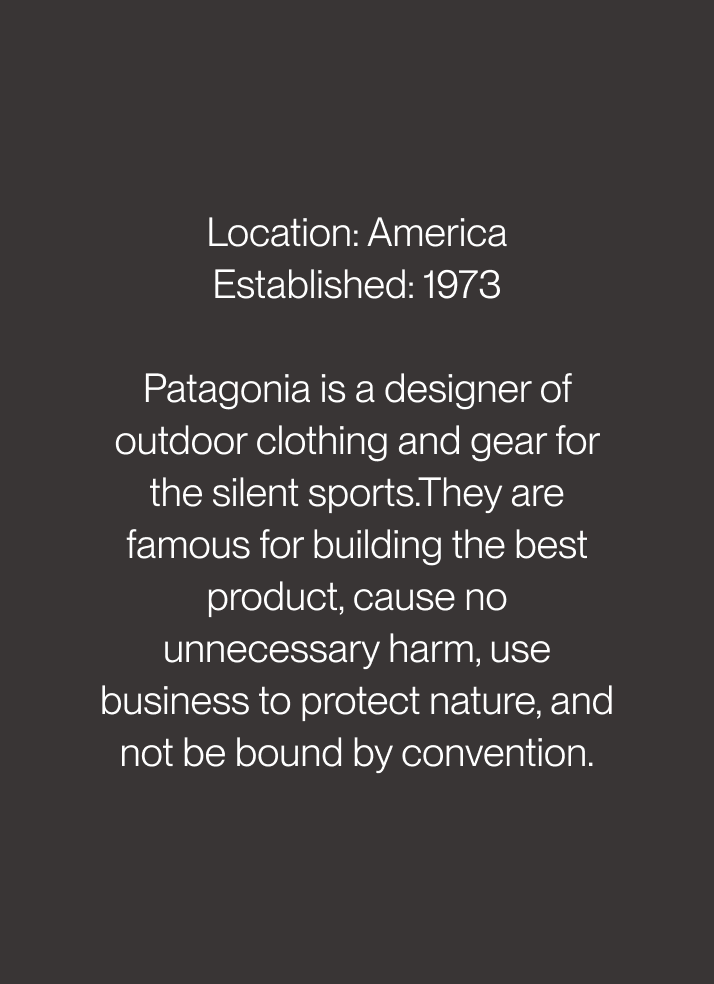 Location: America
Established: 1973
Patagonia is a designer of
outdoor clothing and gear for
the silent sports.They are
famous for building the best
product, cause no
unnecessary harm, use
business to protect nature, and
not be bound by convention.